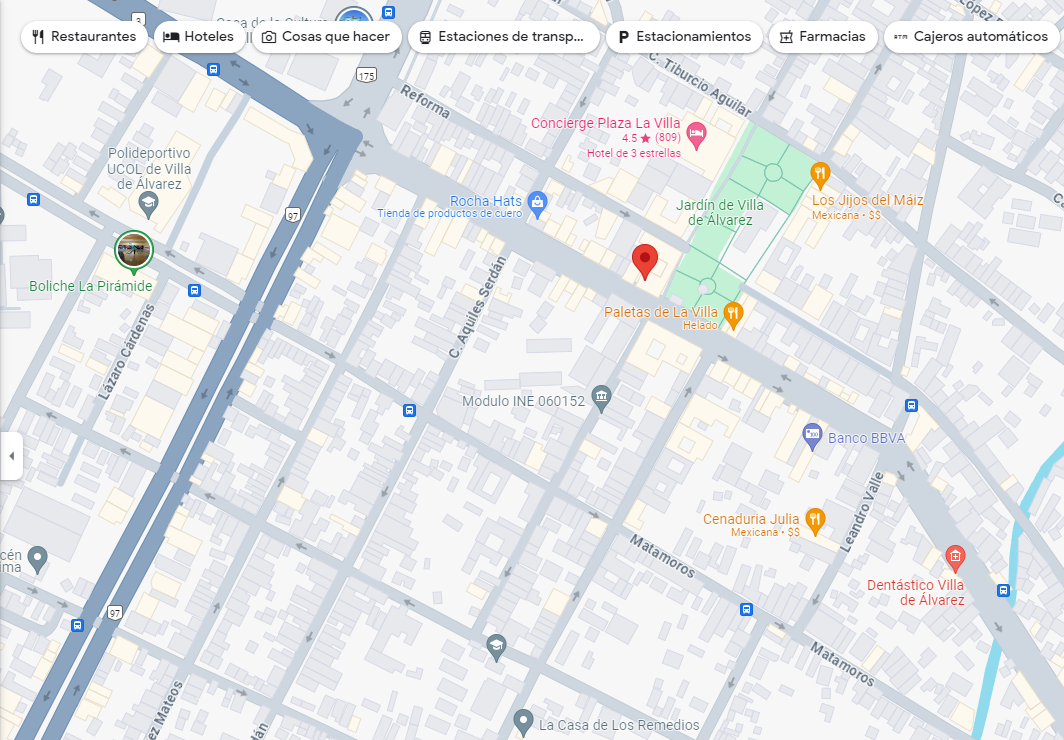 Restaurantes
Hoteles
Cosas que hacer
Estaciones de transp...
Estacionamientos
Farmacias
ATM
Cajeros automáticos
3
Casa de la Cultura
López
175
C. Tiburcio Aguilar
Reforma
Concierge Plaza La Villa
4.5 ★ (809)
Hotel de 3 estrellas
Polideportivo
UCOL de Villa
de Álvarez
Los Jijos del Máiz
Mexicana • $$
Rocha Hats
Tienda de productos de cuero
Jardín de Villa
de Álvarez
97
Boliche La Pirámide
C. Aquiles Serdán
Lázaro Cárdenas
Paletas de La Villa
Helado
Modulo INE 060152
Banco BBVA
Cenaduria Julia
Mexicana • $$
Leandro Valle
Matamoros
cén
ima
Dentástico Villa
de Álvarez
97
Matamoros
ez Mateos
dán
La Casa de Los Remedios